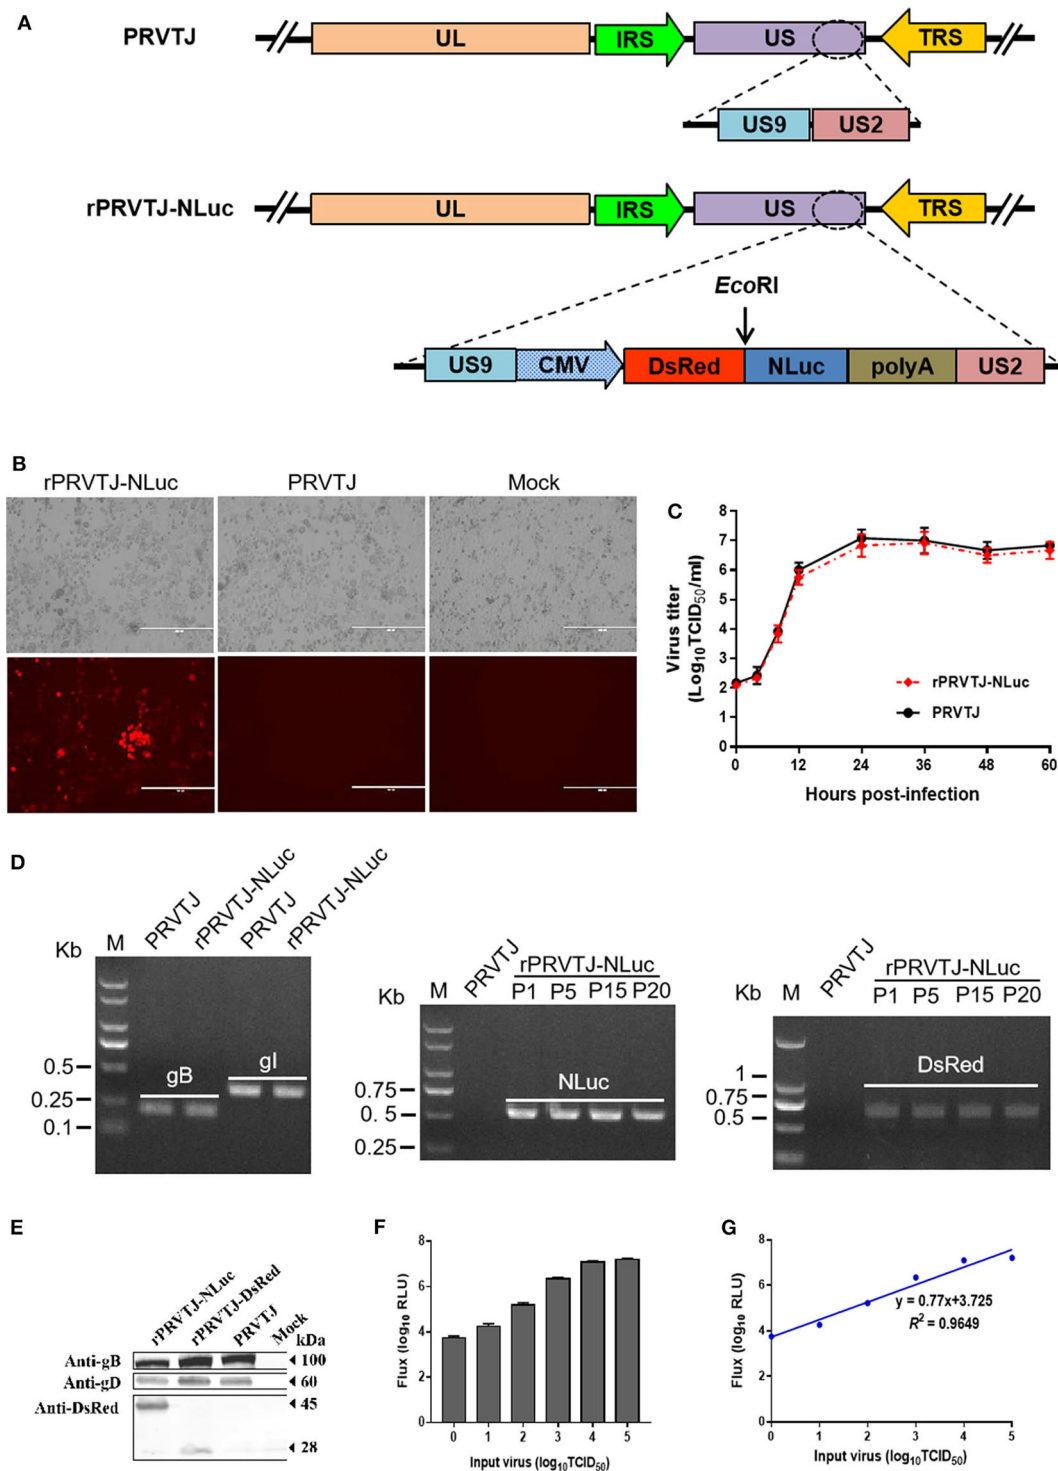 A
PRVTJ
UL IRS US TRS
US9 US2
rPRVTJ-NLuc
UL IRS US TRS
EcoRI
US9 CMV DsRed NLuc polyA US2
B
rPRVTJ-NLuc PRVTJ Mock
C
Virus titer
(Log10 TCID50/ml)
8
7
6
5
4
3
2
1
0
rPRVTJ-NLuc
PRVTJ
0 12 24 36 48 60
Hours post-infection
D
Kb M PRVTJ rPRVTJ-NLuc PRVTJ rPRVTJ-NLuc
0.5
0.25
0.1
gB gI
Kb M PRVTJ rPRVTJ-NLuc
P1 P5 P15 P20
0.75
0.5
0.25
NLuc
Kb M PRVTJ rPRVTJ-NLuc
P1 P5 P15 P20
1
0.75
0.5
DsRed
E
rPRVTJ-NLuc rPRVTJ-DsRed PRVTJ Mock kDa
Anti-gB 100
Anti-gD 60
Anti-DsRed 45
28
F
Flux (log10 RLU)
8
6
4
2
0
0 1 2 3 4 5
Input virus (log10TCID50)
G
Flux (log10 RLU)
8
6
4
2
0
y = 0.77x+3.725
R2 = 0.9649
0 1 2 3 4 5
Input virus (log10TCID50)